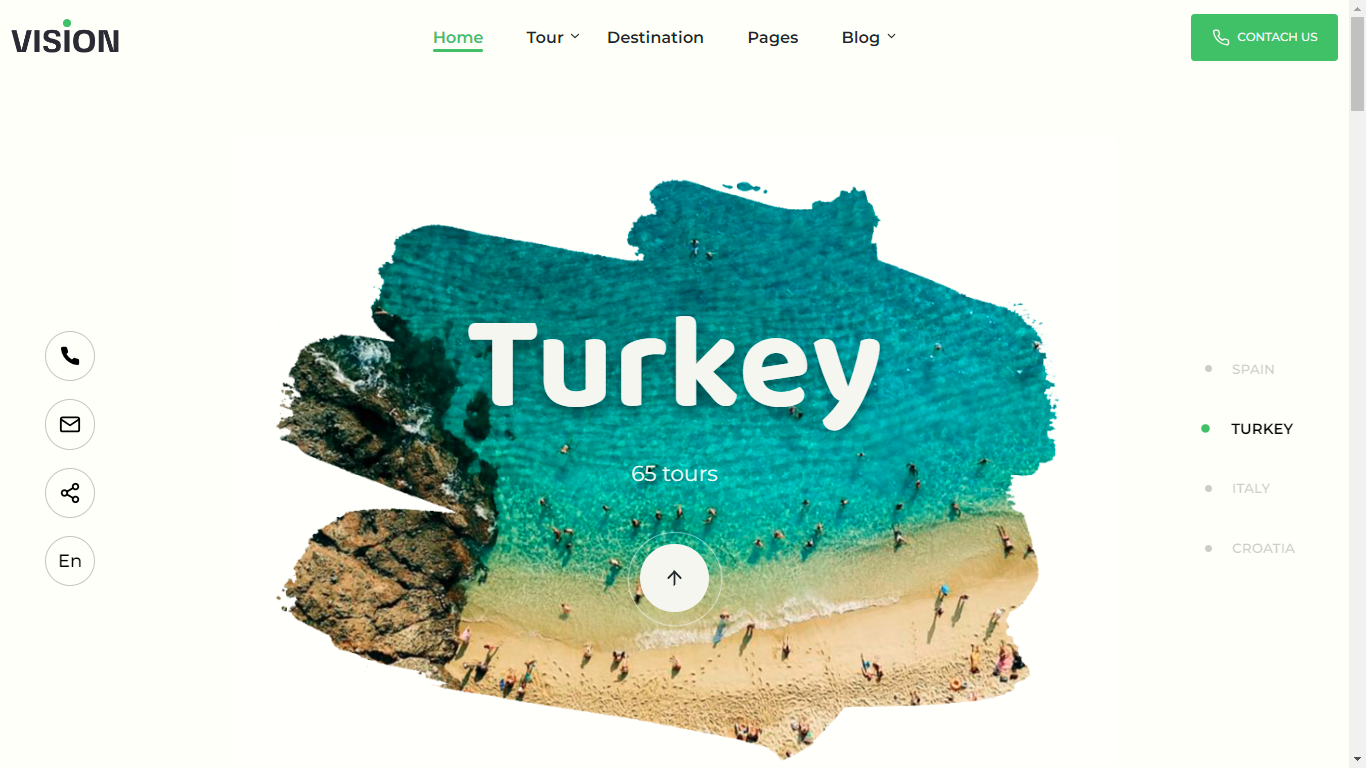 VISION
Home
Tour
Destination
Pages
Blog
CONTACH US
Turkey
65 tours
En
SPAIN
TURKEY
ITALY
CROATIA